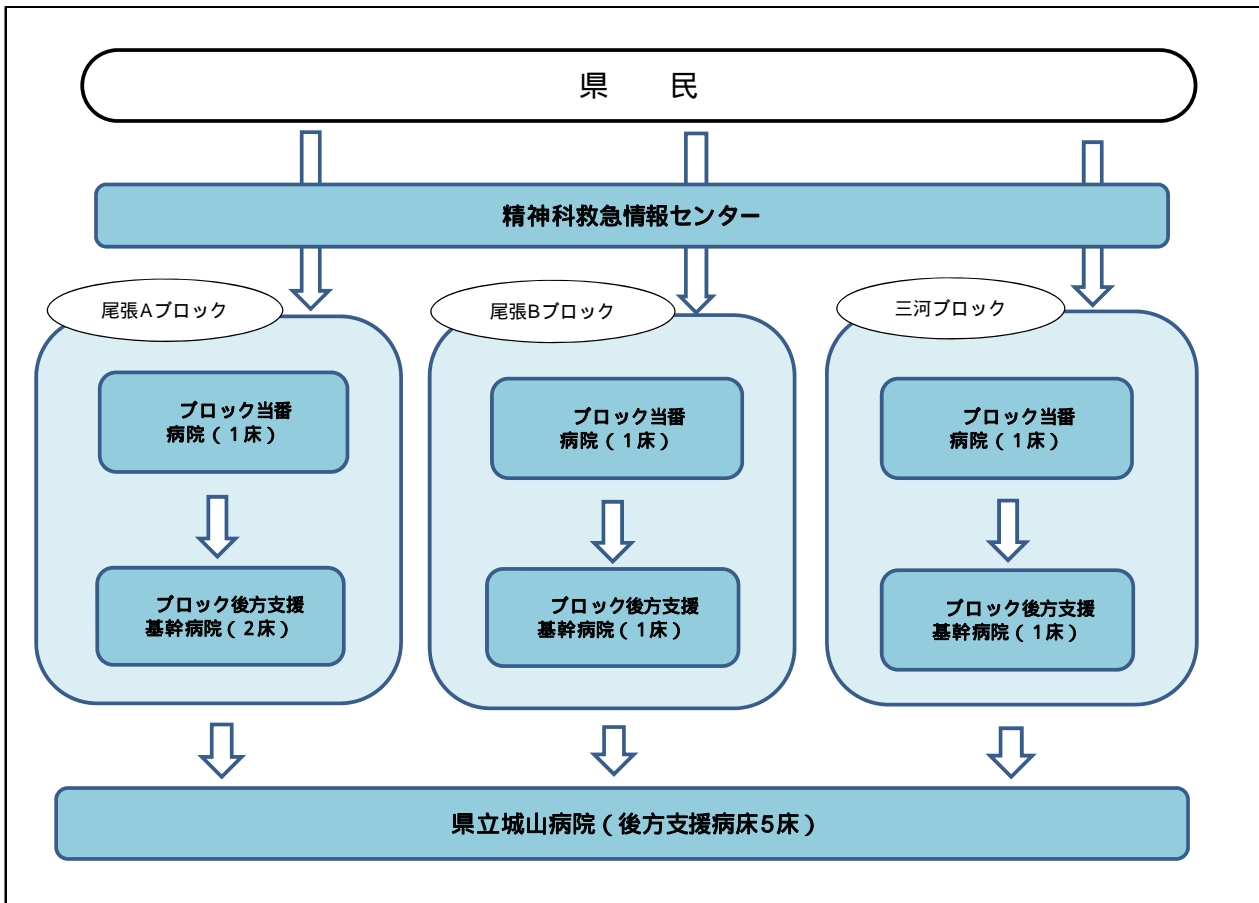 県　民
精神科救急情報センター
尾張Aブロック
ブロック当番
病院（１床）
ブロック後方支援
基幹病院（２床）
尾張Bブロック
ブロック当番
病院（１床）
ブロック後方支援
基幹病院（１床）
三河ブロック
ブロック当番
病院（１床）
ブロック後方支援
基幹病院（１床）
県立城山病院（後方支援病床5床）